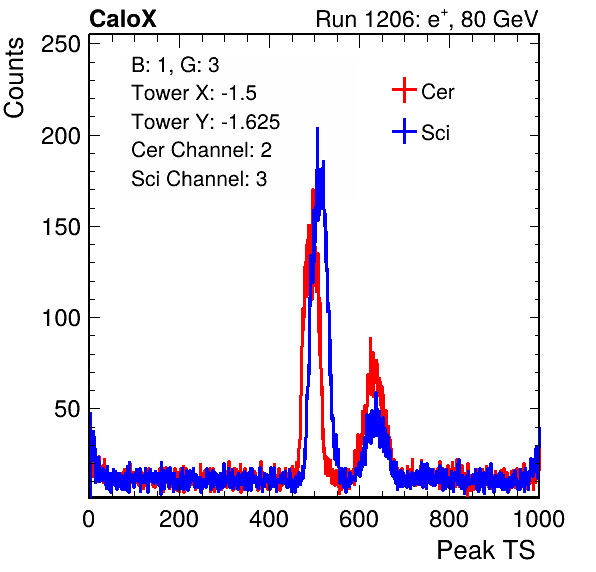 CaloX Run 1206: e⁺, 80 GeV
Counts
250
200
150
100
50
B: 1, G: 3
Tower X: -1.5
Tower Y: -1.625
Cer Channel: 2
Sci Channel: 3
Cer
Sci
0 200 400 600 800 1000
Peak TS